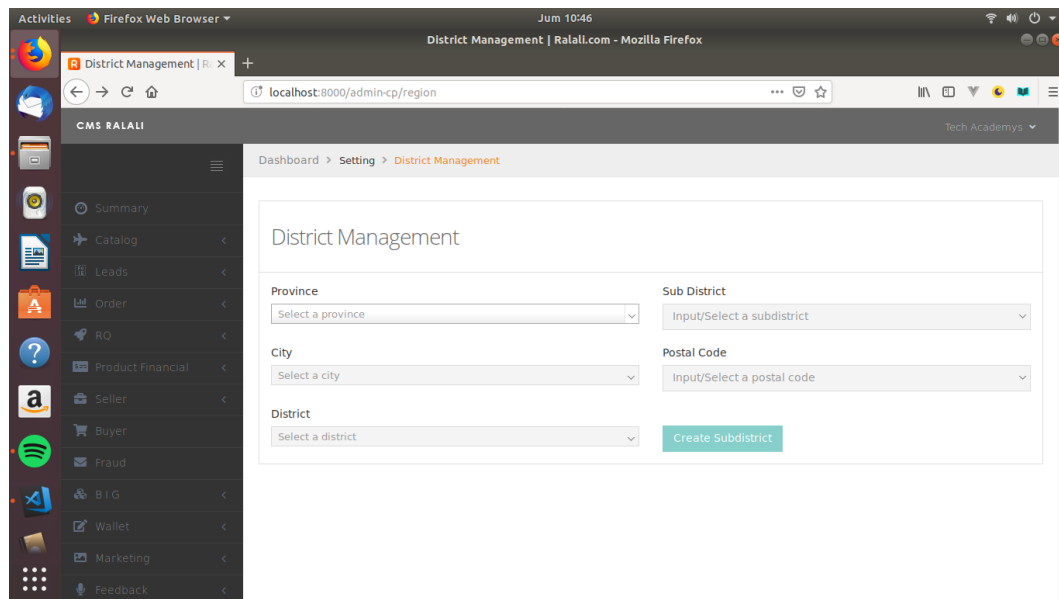 Activities Firefox Web Browser Jum 10:46
District Management | Ralali.com - Mozilla Firefox
District Management | Ra
localhost:8000/admin-cp/region
CMS RALALI Tech Academys
Dashboard > Setting > District Management
Summary
Catalog
Leads
Order
RQ
Product Financial
Seller
Buyer
Fraud
B I G
Wallet
Marketing
Feedback
District Management
Province
Select a province
City
Select a city
District
Select a district
Sub District
Input/Select a subdistrict
Postal Code
Input/Select a postal code
Create Subdistrict